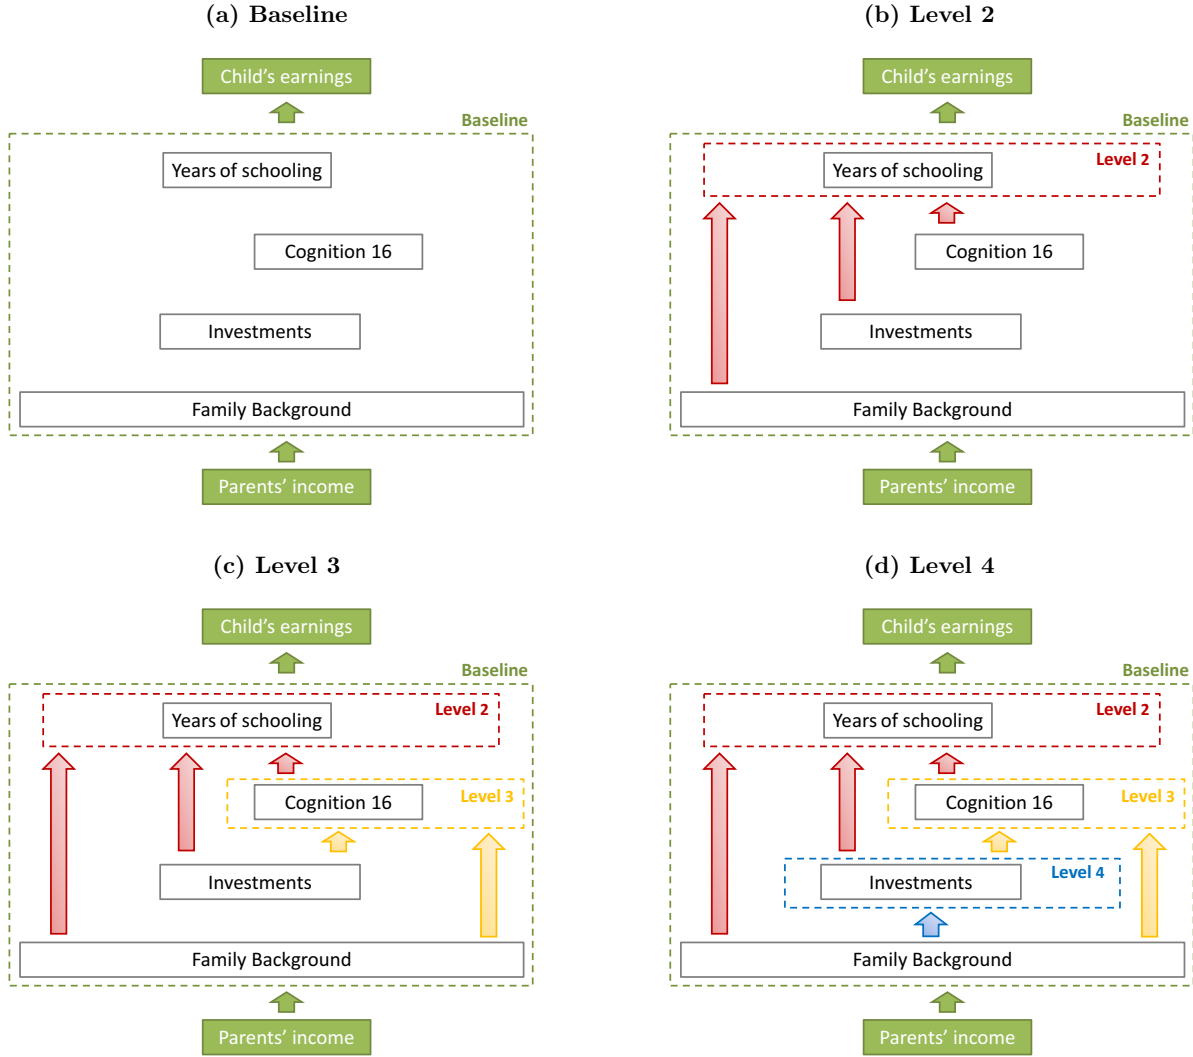 (a) Baseline
Child's earnings
Baseline
Years of schooling
Cognition 16
Investments
Family Background
Parents' income
(b) Level 2
Child's earnings
Baseline
Level 2
Years of schooling
Cognition 16
Investments
Family Background
Parents' income
(c) Level 3
Child's earnings
Baseline
Level 2
Years of schooling
Level 3
Cognition 16
Investments
Family Background
Parents' income
(d) Level 4
Child's earnings
Baseline
Level 2
Years of schooling
Level 3
Cognition 16
Level 4
Investments
Family Background
Parents' income